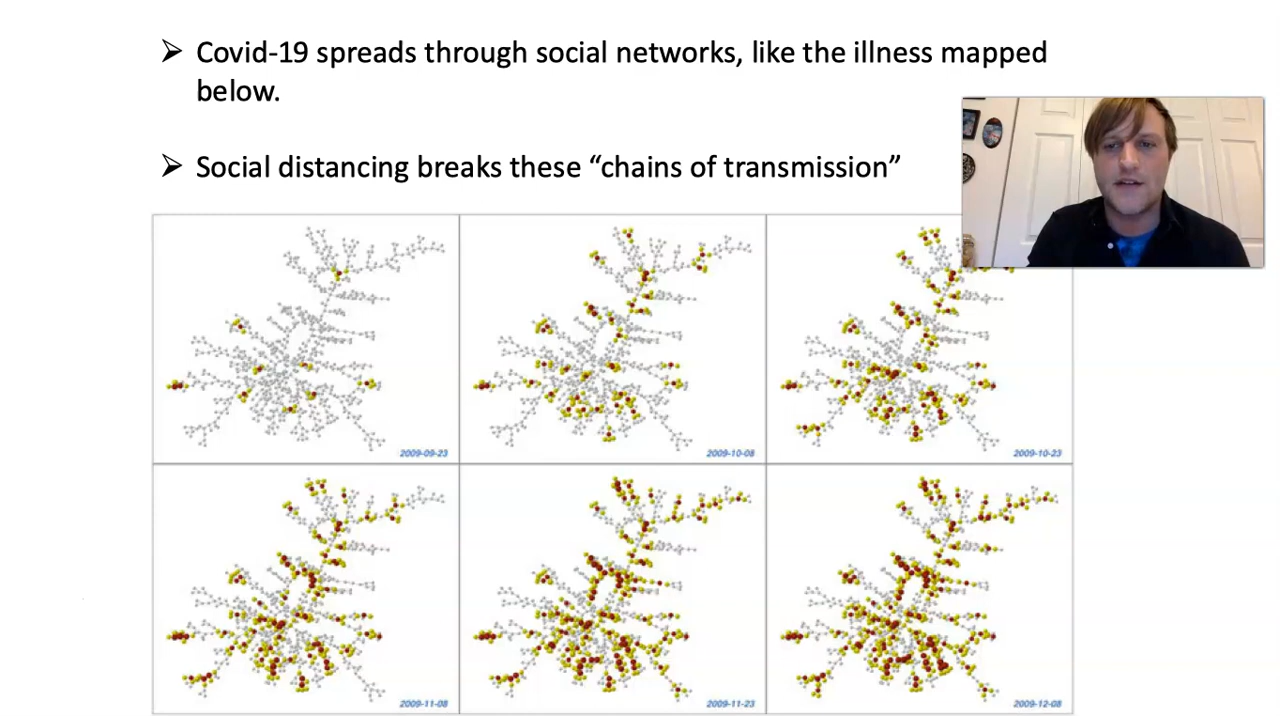 Covid-19 spreads through social networks, like the illness mapped
below.
Social distancing breaks these “chains of transmission”
2009-09-23
2009-10-08
2009-10-23
2009-11-08
2009-11-23
2009-12-08